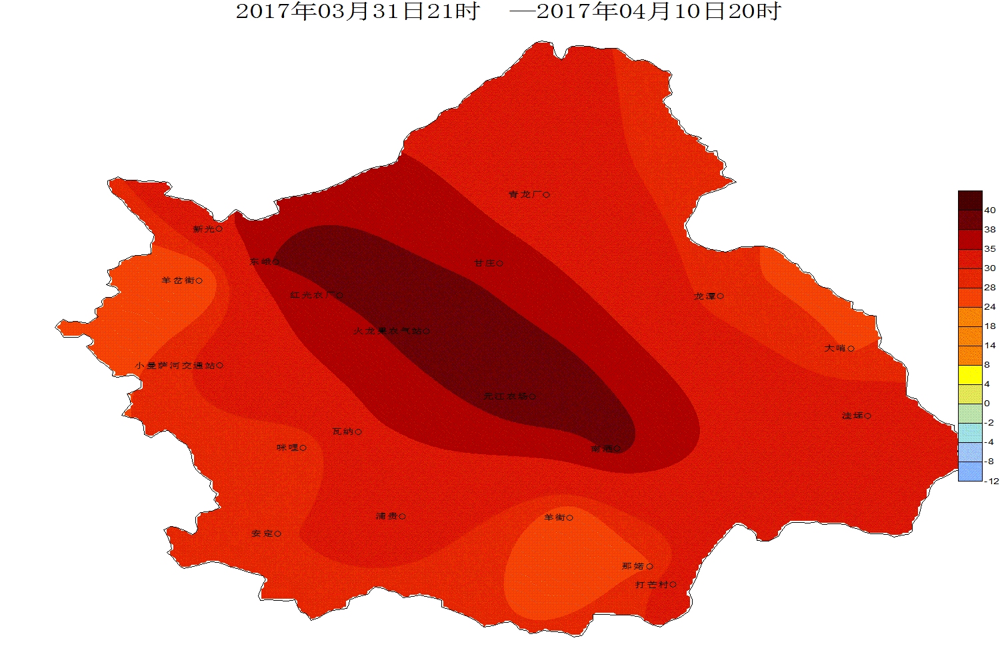 2017年03月31日21时 —2017年04月10日20时
青龙厂
新光
东峨
甘庄
羊岔街
红光农厂
龙潭
火龙果农气站
大哨
小曼萨河交通站
元江农场
洼垤
瓦纳
咪哩
南洒
浦贵
羊街
安定
那诺
打芒村
40
38
35
30
28
24
18
14
8
4
0
-2
-4
-8
-12